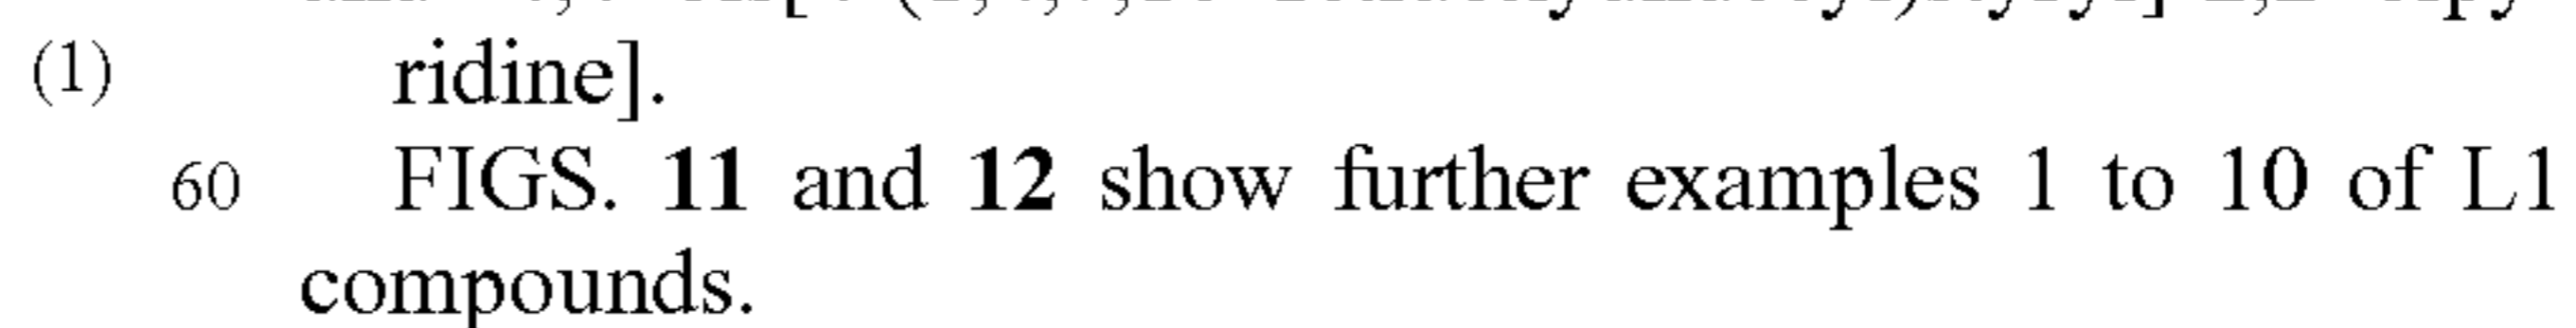 (1) ridine].
60 FIGS. 11 and 12 show further examples 1 to 10 of L1
compounds.